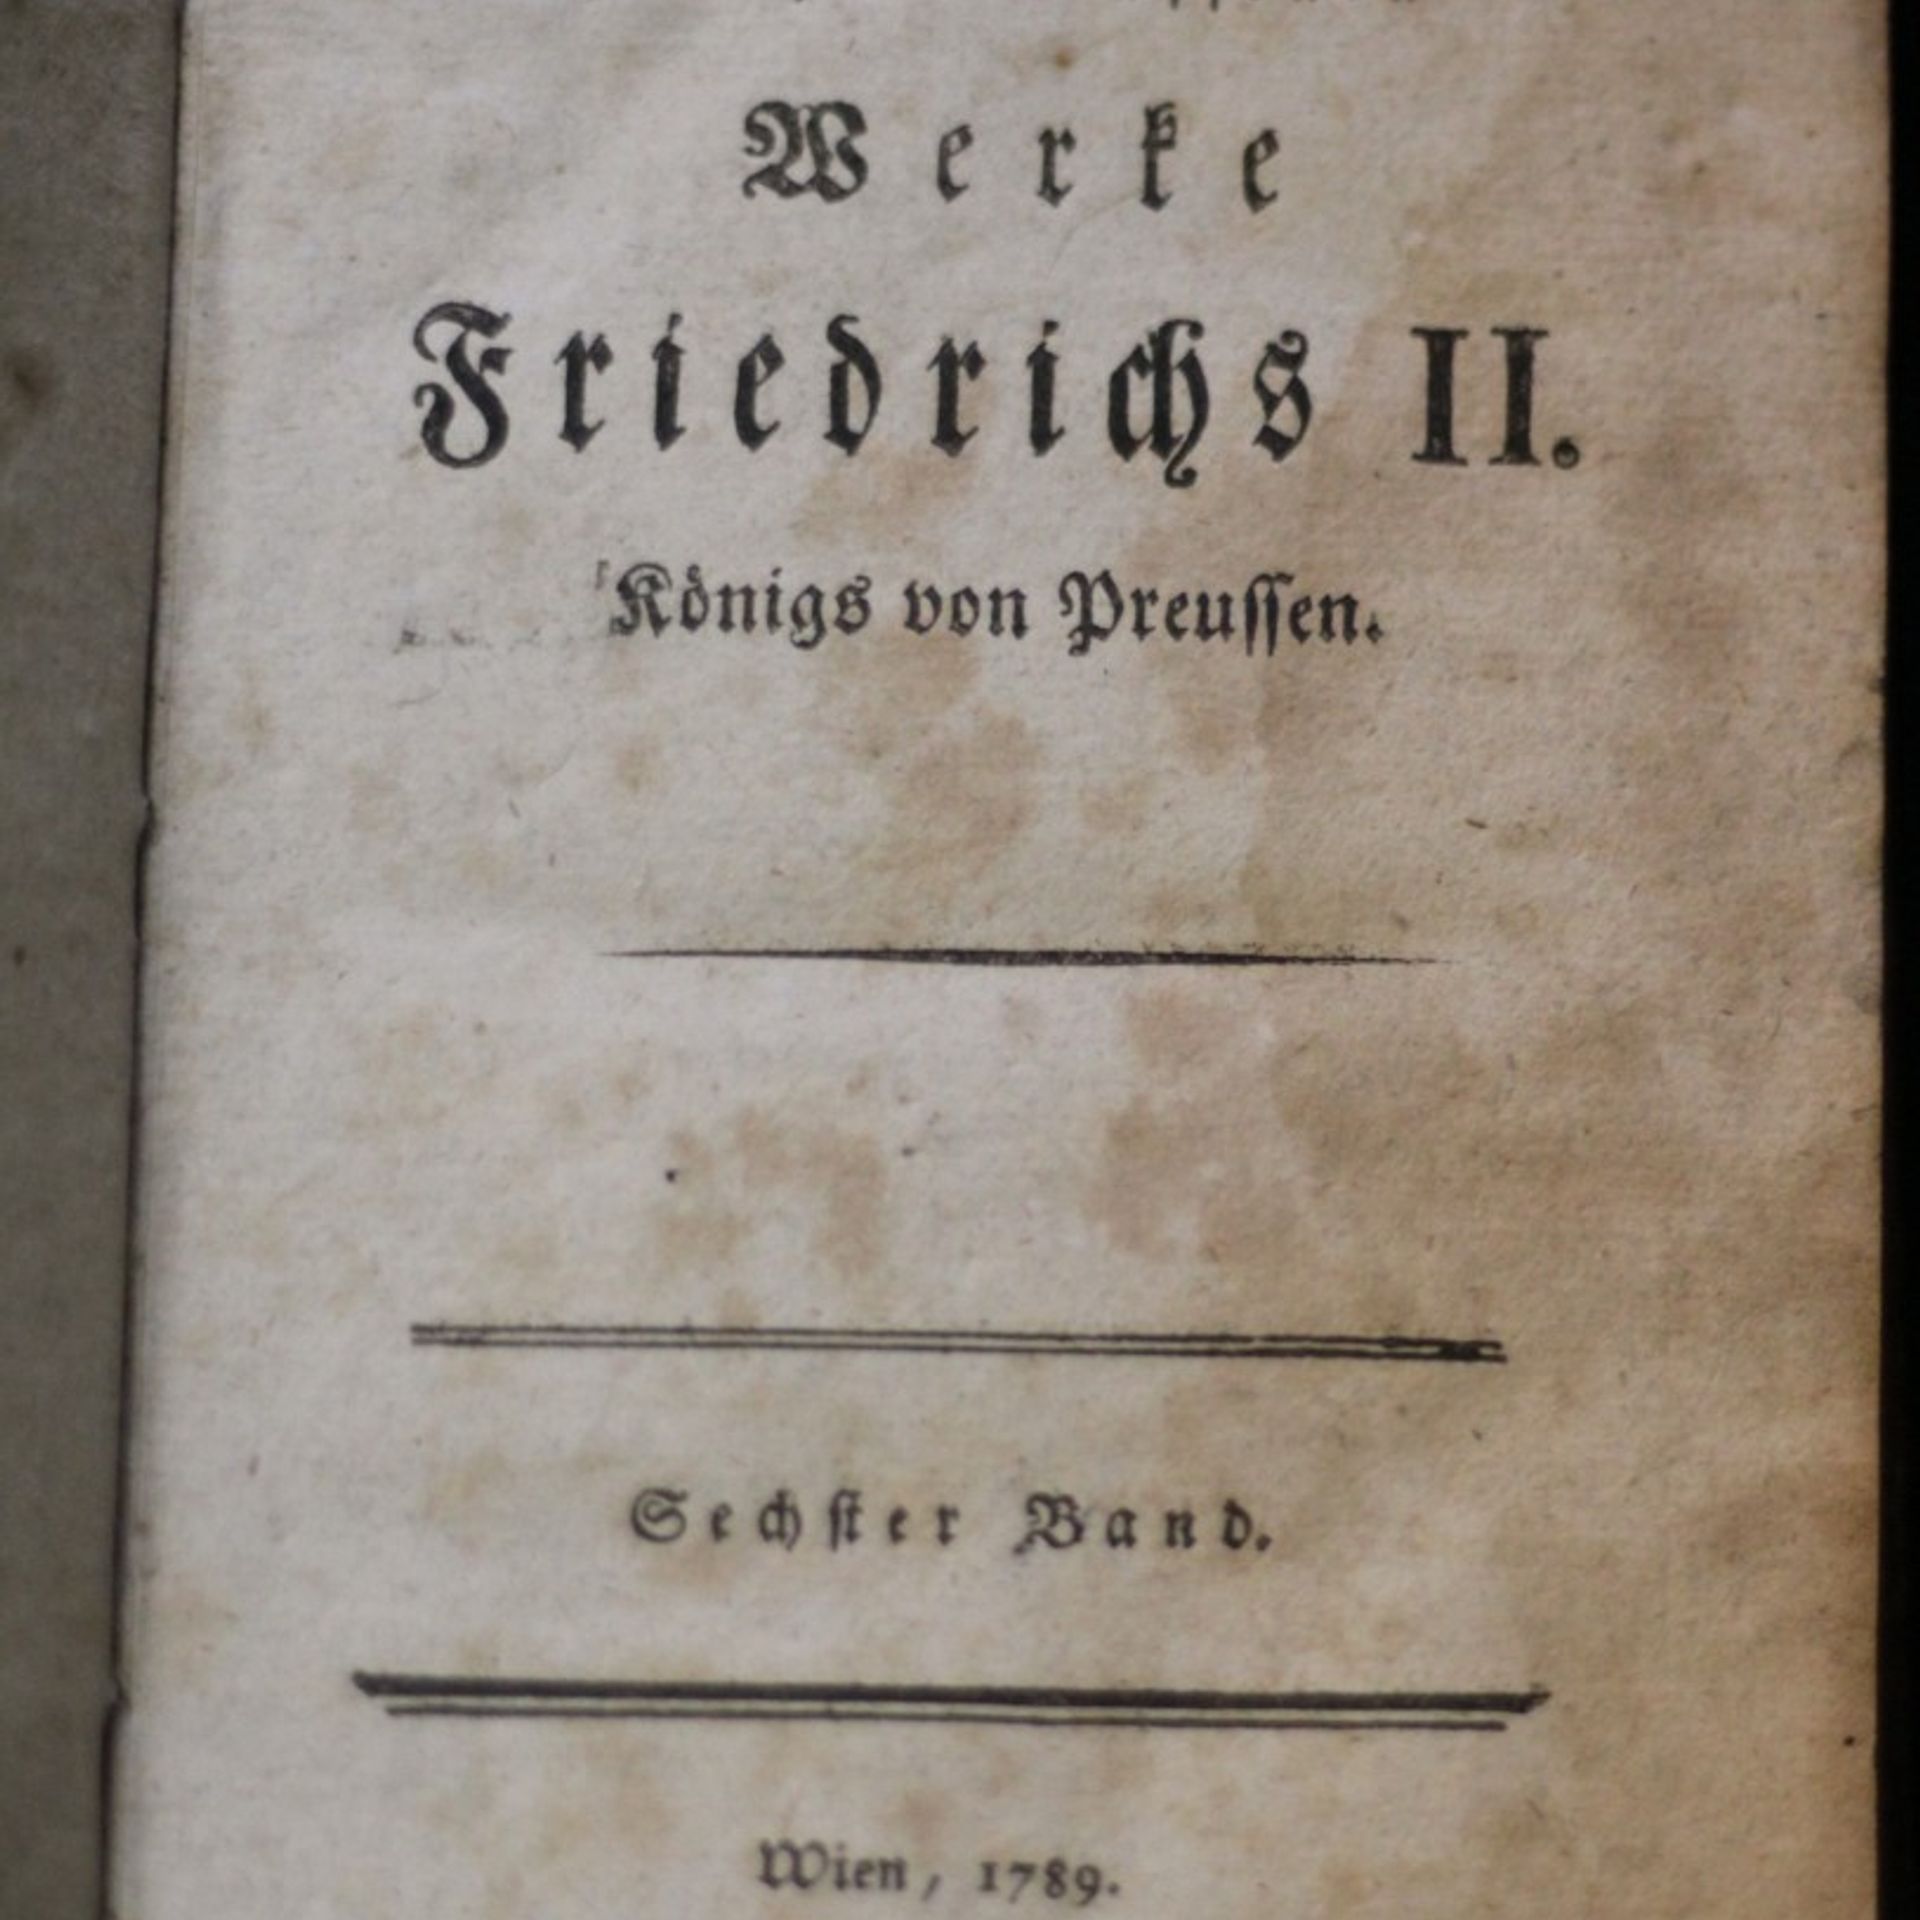 Werke
Friedrichs II.
Königs von Preuſſen.
Sechſter Band.
Wien, 1789.